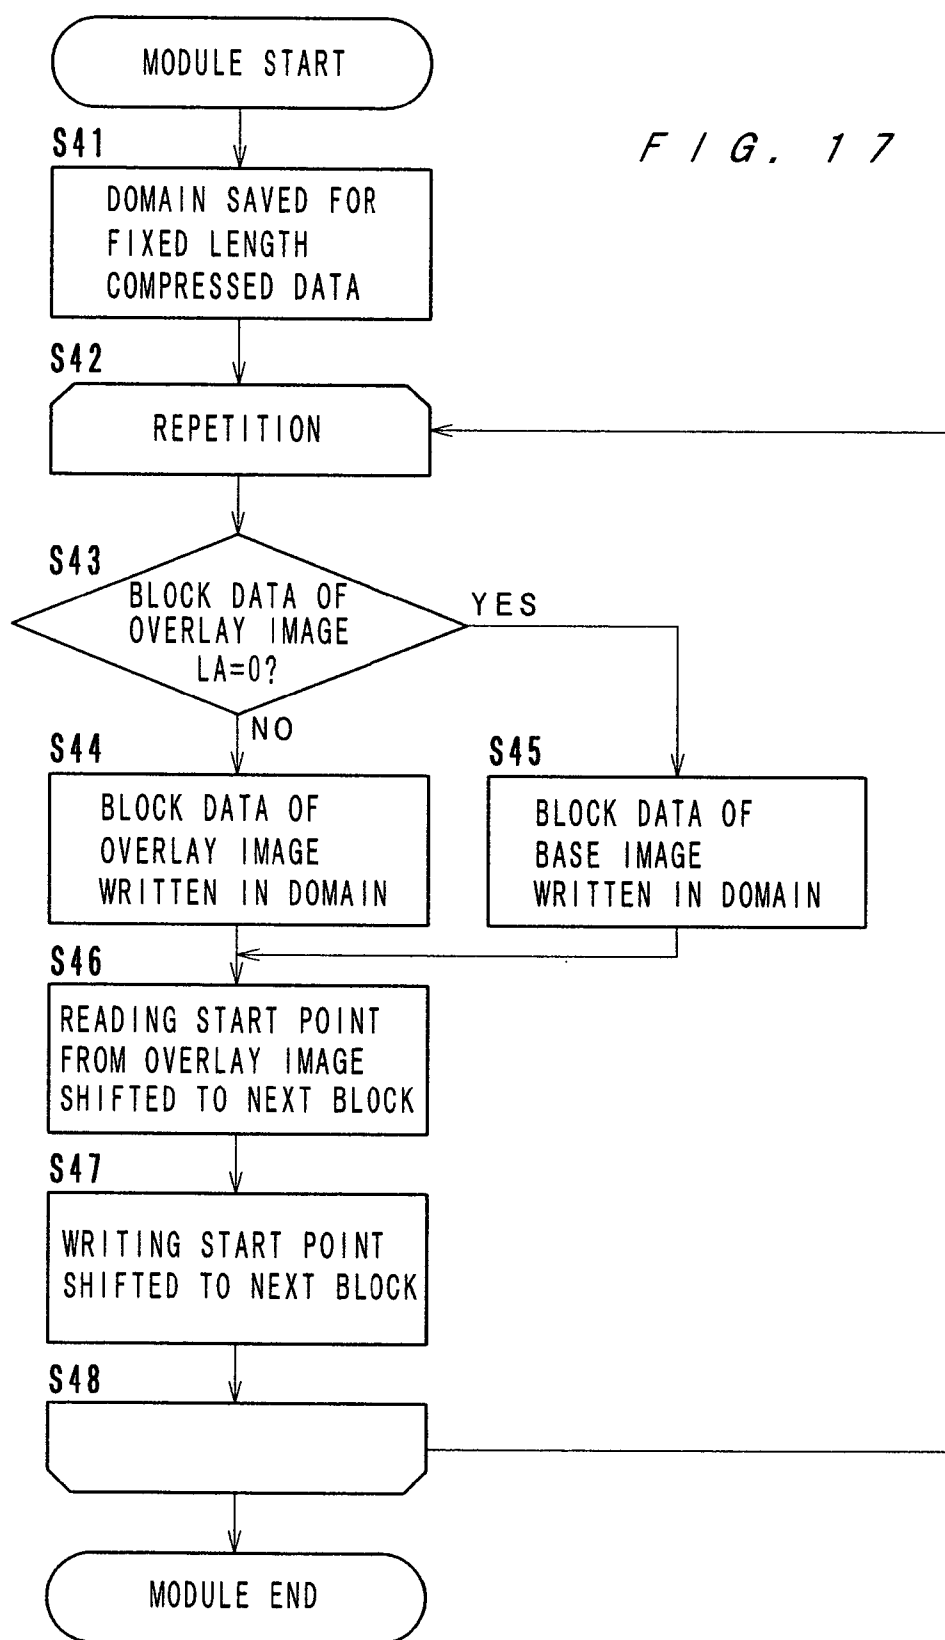 MODULE START
FIG. 17
S41
DOMAIN SAVED FOR
FIXED LENGTH
COMPRESSED DATA
S42
REPETITION
S43
BLOCK DATA OF
OVERLAY IMAGE
LA=0?
YES
NO
S44
BLOCK DATA OF
OVERLAY IMAGE
WRITTEN IN DOMAIN
S45
BLOCK DATA OF
BASE IMAGE
WRITTEN IN DOMAIN
S46
READING START POINT
FROM OVERLAY IMAGE
SHIFTED TO NEXT BLOCK
S47
WRITING START POINT
SHIFTED TO NEXT BLOCK
S48
MODULE END